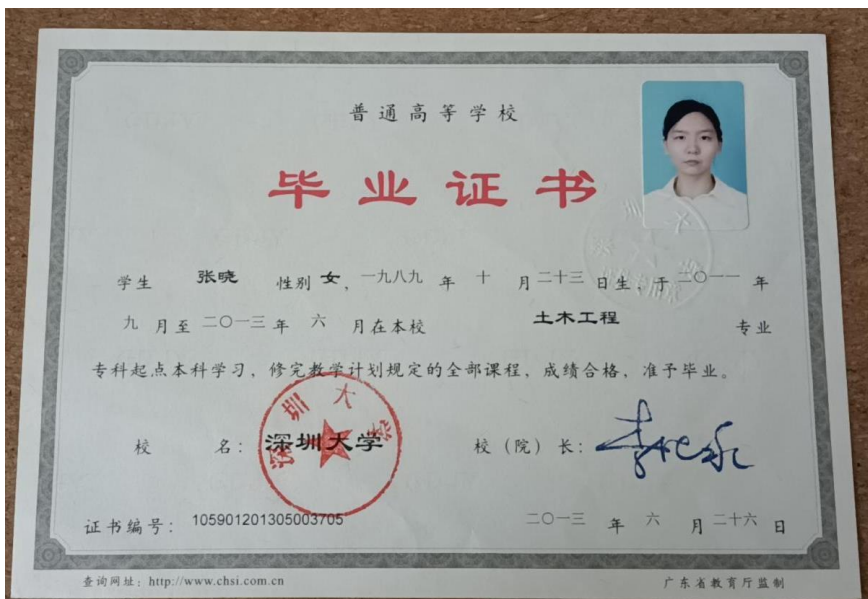 普通高等学校
毕业证书
学生 张晓 性别 女，一九八九 年 十 月 二十三 日生，于 二〇一一 年
九 月至 二〇一三 年 六 月在本校 土木工程 专业
专科起点本科学习，修完教学计划规定的全部课程，成绩合格，准予毕业。
校 名：深圳大学 校（院）长：
深圳大学
证书编号：105901201305003705 二〇一三 年 六 月 二十六 日
查询网址：http://www.chsi.com.cn 广东省教育厅监制